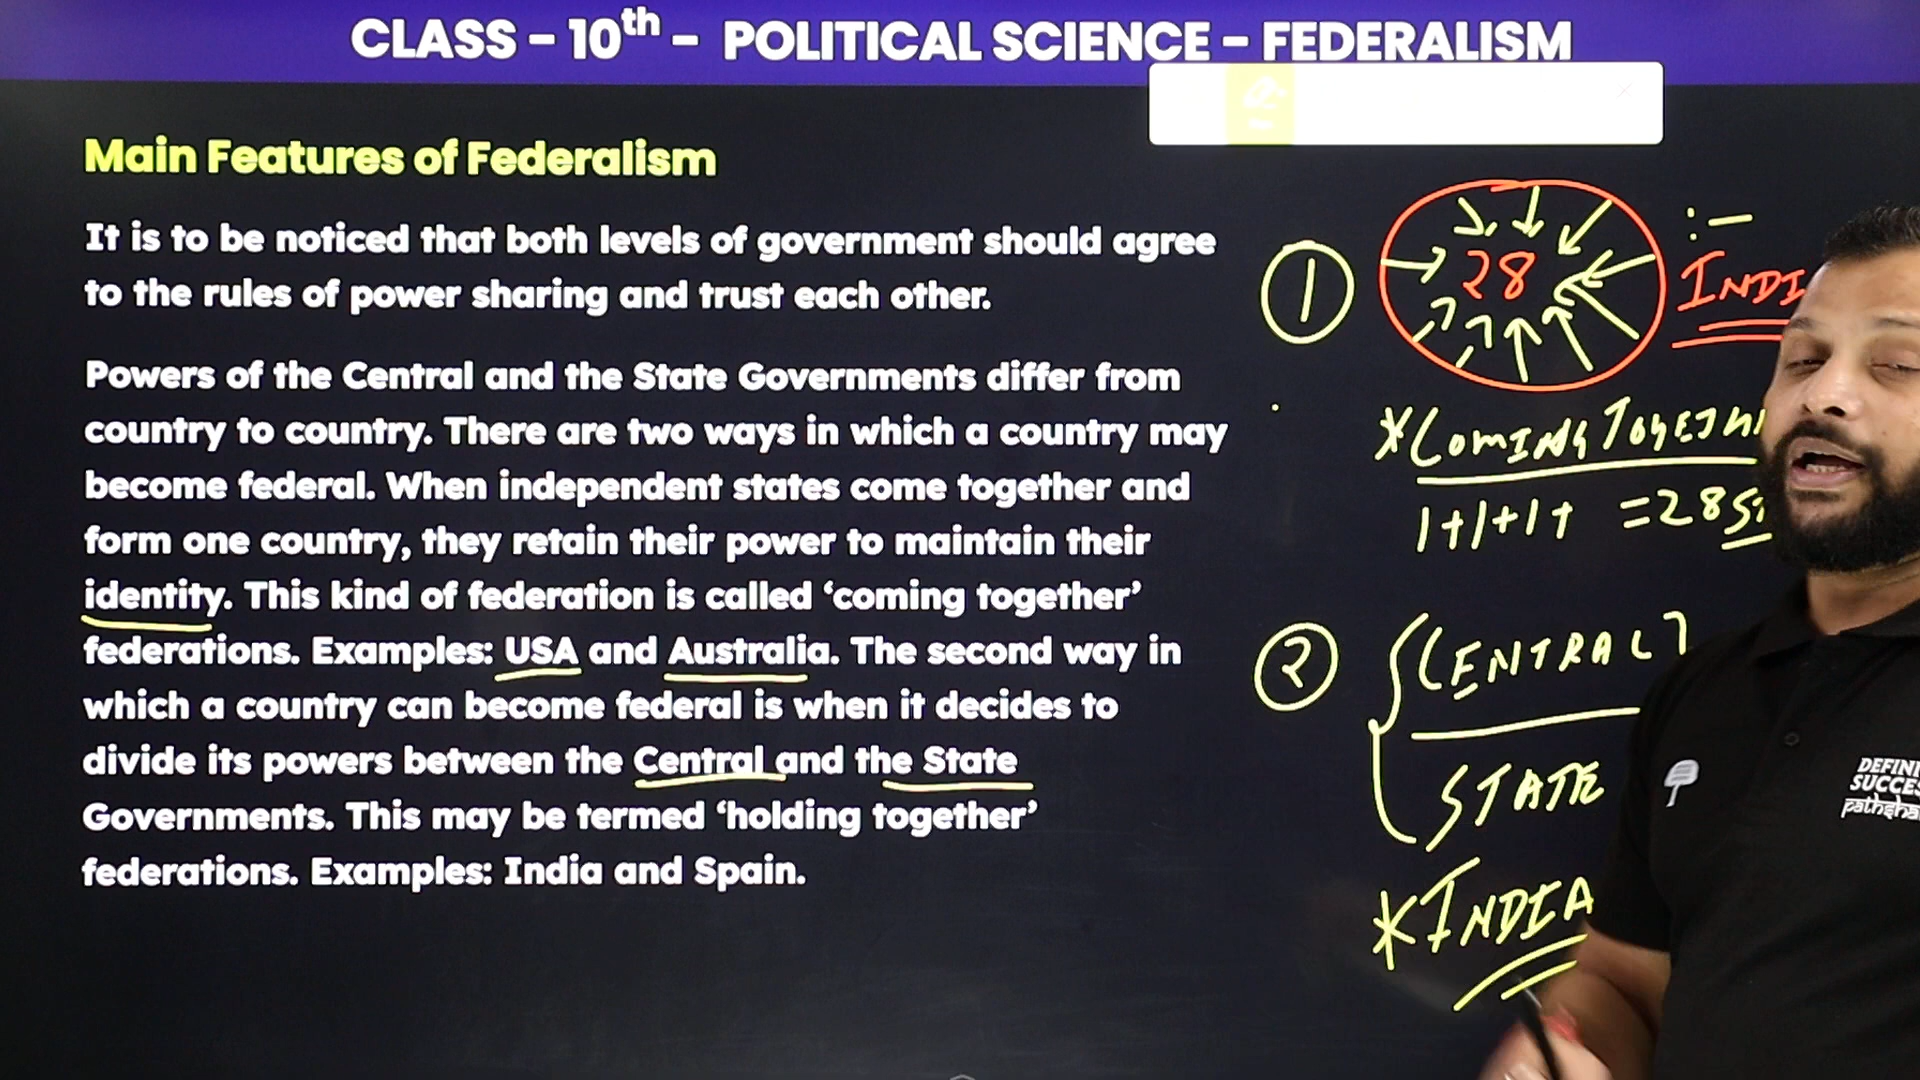 CLASS – 10th – POLITICAL SCIENCE – FEDERALISM
Main Features of Federalism
It is to be noticed that both levels of government should agree
to the rules of power sharing and trust each other.
Powers of the Central and the State Governments differ from
country to country. There are two ways in which a country may
become federal. When independent states come together and
form one country, they retain their power to maintain their
identity. This kind of federation is called ‘coming together’
federations. Examples: USA and Australia. The second way in
which a country can become federal is when it decides to
divide its powers between the Central and the State
Governments. This may be termed ‘holding together’
federations. Examples: India and Spain.
1
28
:- INDI
*COMING TOGETH
1+1+1+ =28 St
2
CENTRAL
STATE
*INDIA
DEFINI
SUCCES
pathsha